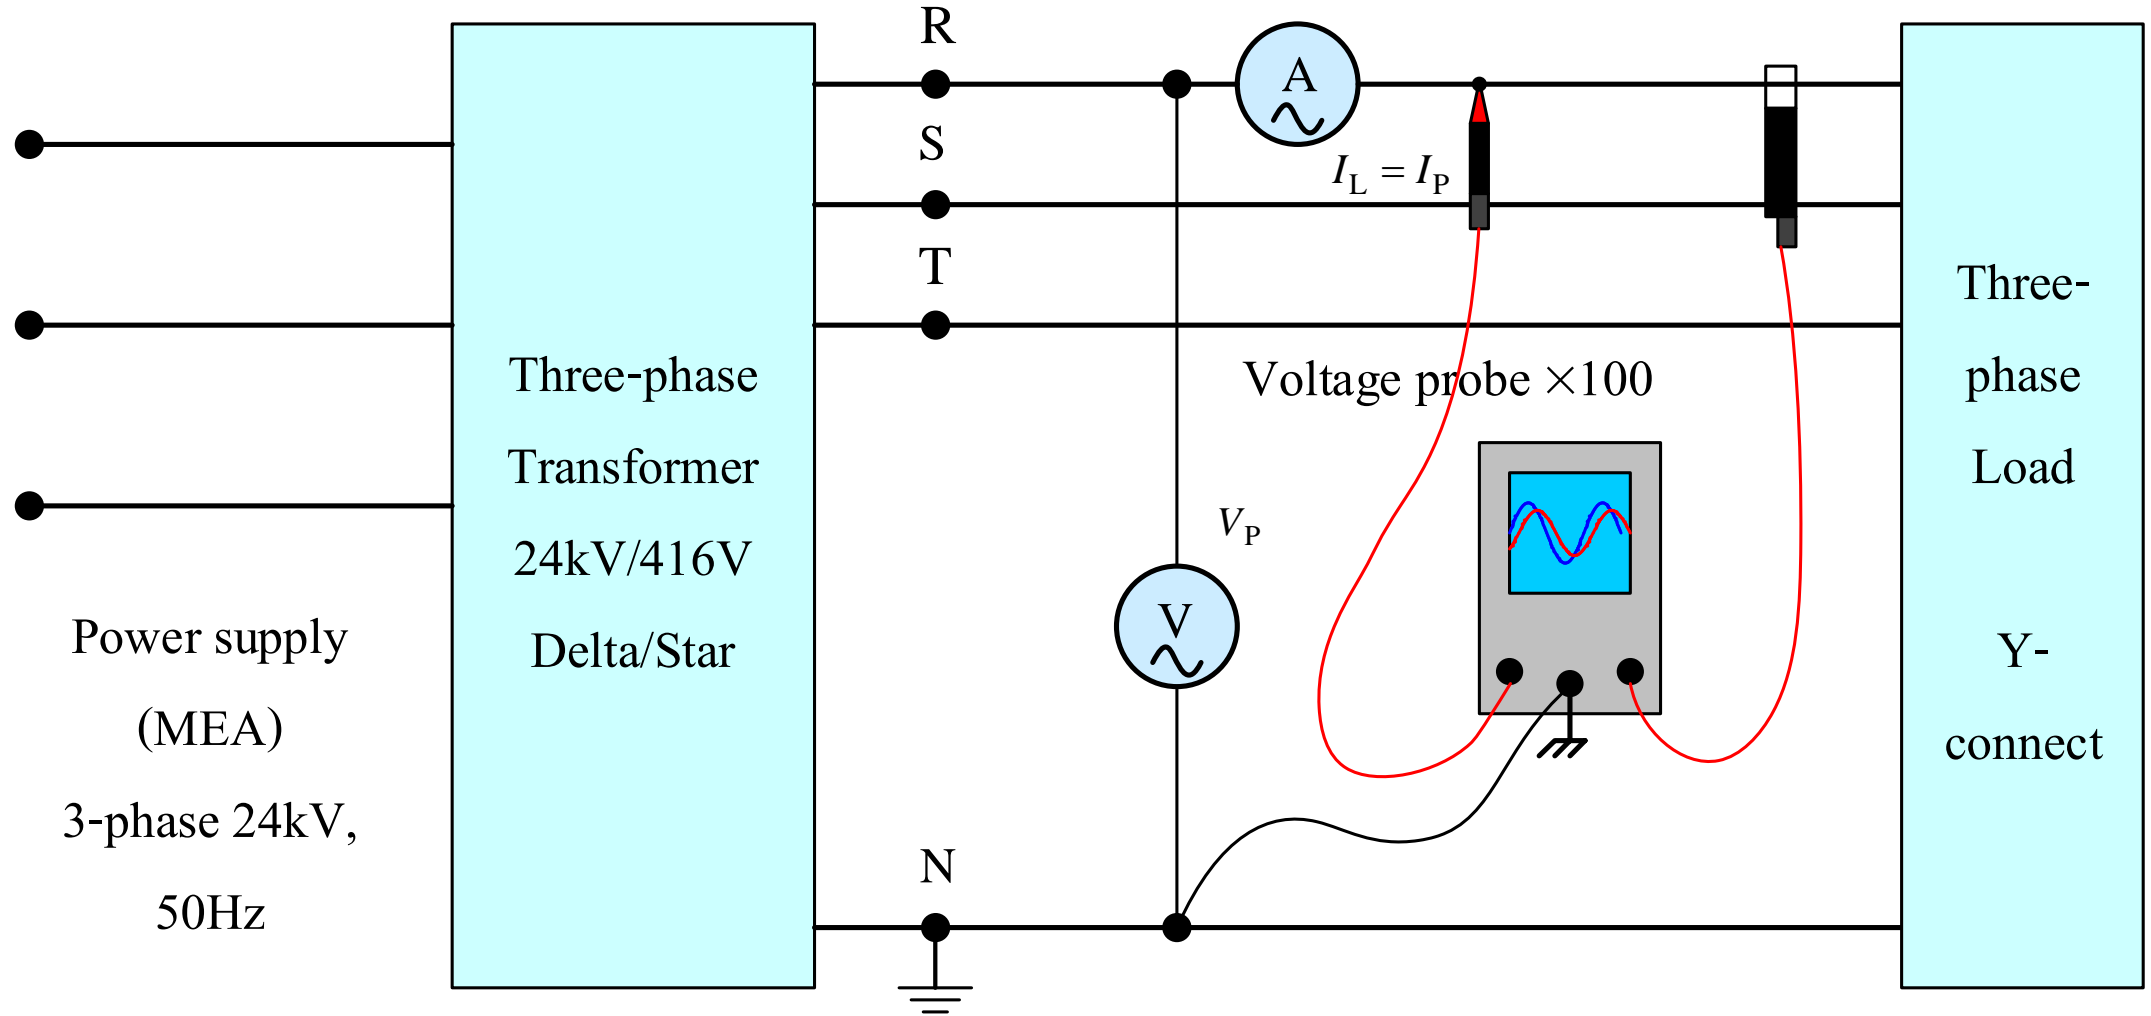 Power supply
(MEA)
3-phase 24kV,
50Hz
Three-phase
Transformer
24kV/416V
Delta/Star
R
S
T
N
A
I_L = I_P
Voltage probe ×100
V_P
V
Three-
phase
Load
Y-
connect